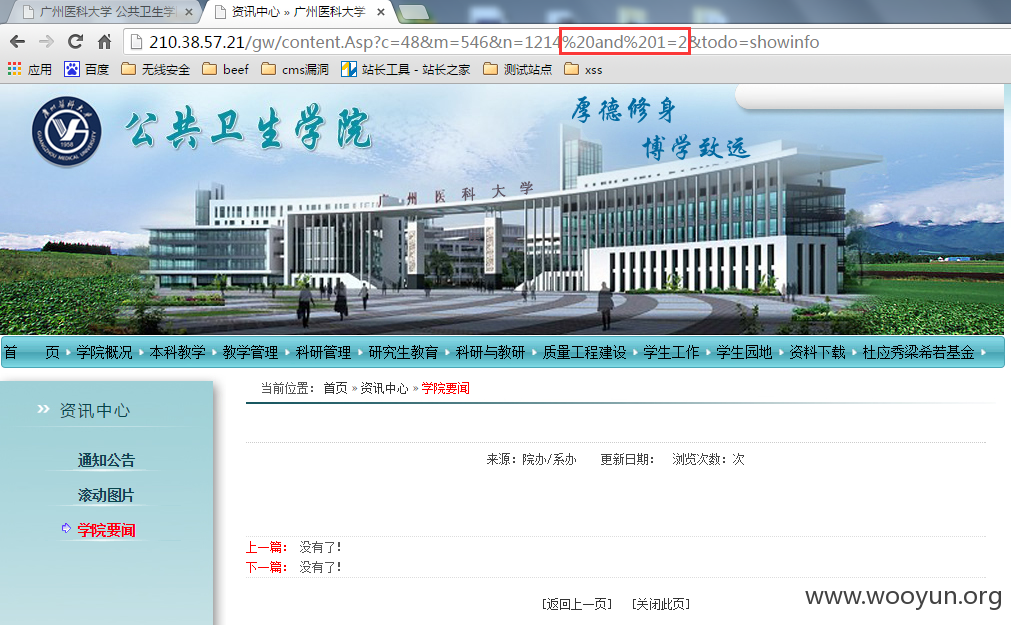 广州医科大学 公共卫生学 资讯中心 » 广州医科大学
210.38.57.21/gw/content.Asp?c=48&m=546&n=1214%20and%201=2&todo=showinfo
应用 百度 无线安全 beef cms漏洞 站长工具 - 站长之家 测试站点 xss
公共卫生学院
厚德修身
博学致远
广州医科大学
GUANGZHOU MEDICAL UNIVERSITY
1958
首 页 学院概况 本科教学 教学管理 科研管理 研究生教育 科研与教研 质量工程建设 学生工作 学生园地 资料下载 杜应秀梁希若基金
资讯中心
通知公告
滚动图片
学院要闻
当前位置: 首页 » 资讯中心 » 学院要闻
来源: 院办/系办 更新日期: 浏览次数: 次
上一篇: 没有了!
下一篇: 没有了!
[返回上一页] [关闭此页]
www.wooyun.org